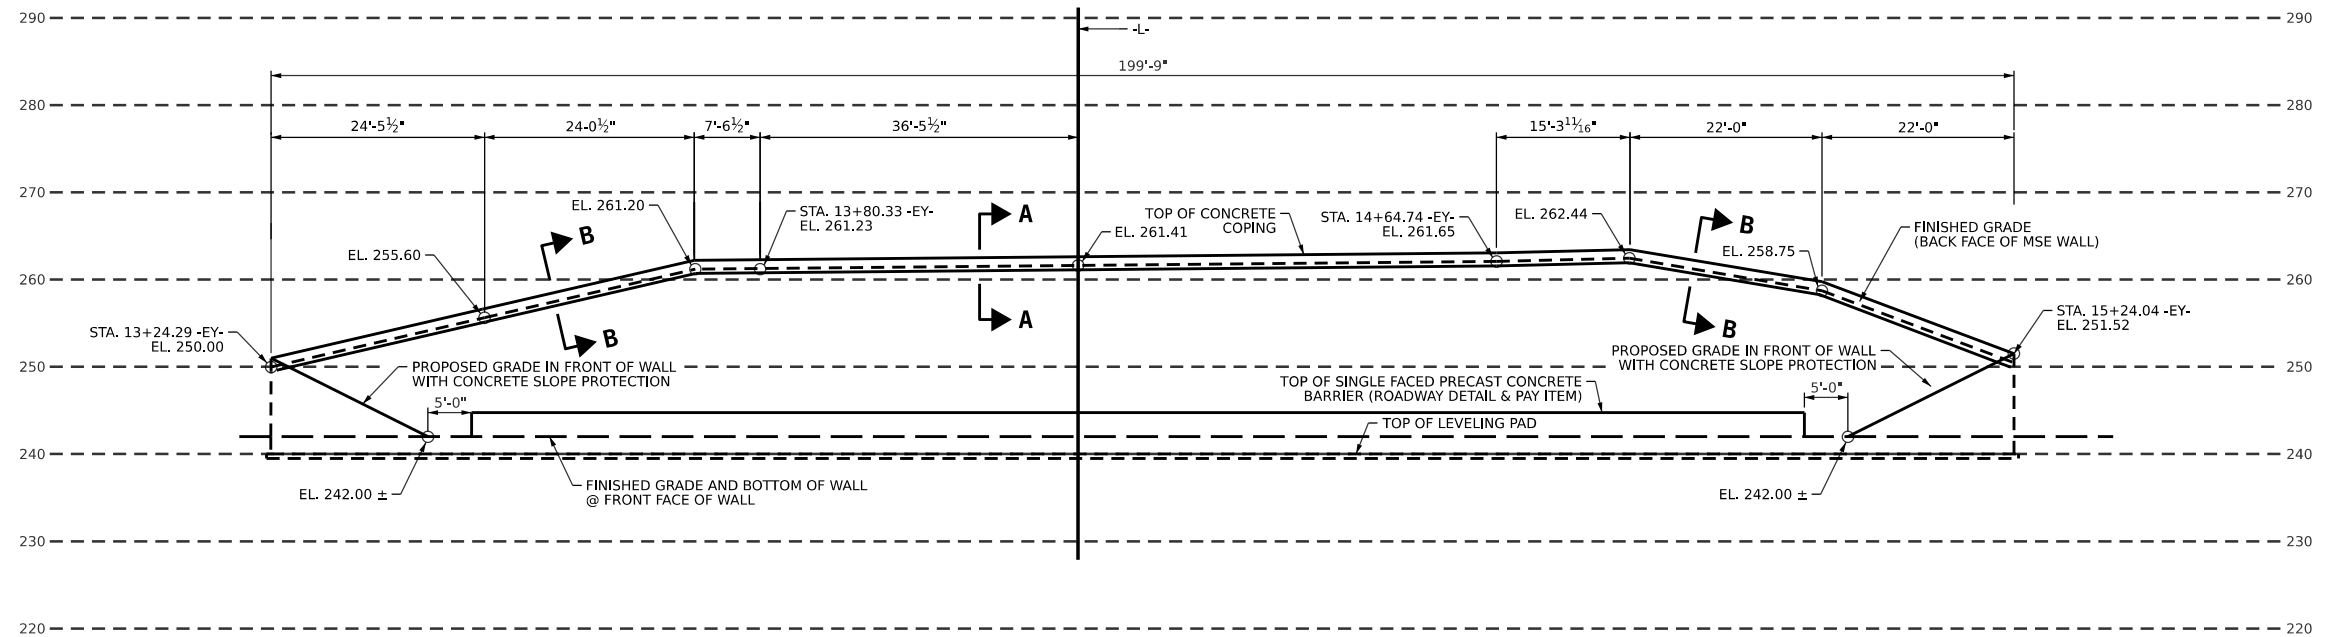 290
290
-L-
199'-9"
280
280
24'-5½"
24-0½"
7'-6½"
36'-5½"
15'-3 11/16"
22'-0"
22'-0"
270
270
EL. 261.20
STA. 13+80.33 -EY-
EL. 261.23
A
TOP OF CONCRETE
COPING
EL. 261.41
STA. 14+64.74 -EY-
EL. 261.65
EL. 262.44
B
FINISHED GRADE
(BACK FACE OF MSE WALL)
B
EL. 255.60
EL. 258.75
260
260
STA. 13+24.29 -EY-
EL. 250.00
B
A
B
STA. 15+24.04 -EY-
EL. 251.52
PROPOSED GRADE IN FRONT OF WALL
WITH CONCRETE SLOPE PROTECTION
PROPOSED GRADE IN FRONT OF WALL
WITH CONCRETE SLOPE PROTECTION
250
250
5'-0"
TOP OF SINGLE FACED PRECAST CONCRETE
BARRIER (ROADWAY DETAIL & PAY ITEM)
5'-0"
TOP OF LEVELING PAD
240
240
EL. 242.00 ±
FINISHED GRADE AND BOTTOM OF WALL
@ FRONT FACE OF WALL
EL. 242.00 ±
230
230
220
220